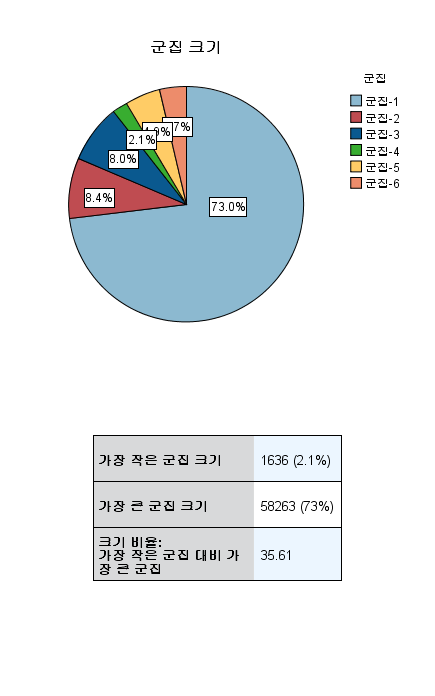 군집 크기
군집
군집-1
군집-2
군집-3
군집-4
군집-5
군집-6
2.1%
8.0%
8.4%
73.0%
가장 작은 군집 크기
1636 (2.1%)
가장 큰 군집 크기
58263 (73%)
크기 비율:
가장 작은 군집 대비 가
장 큰 군집
35.61